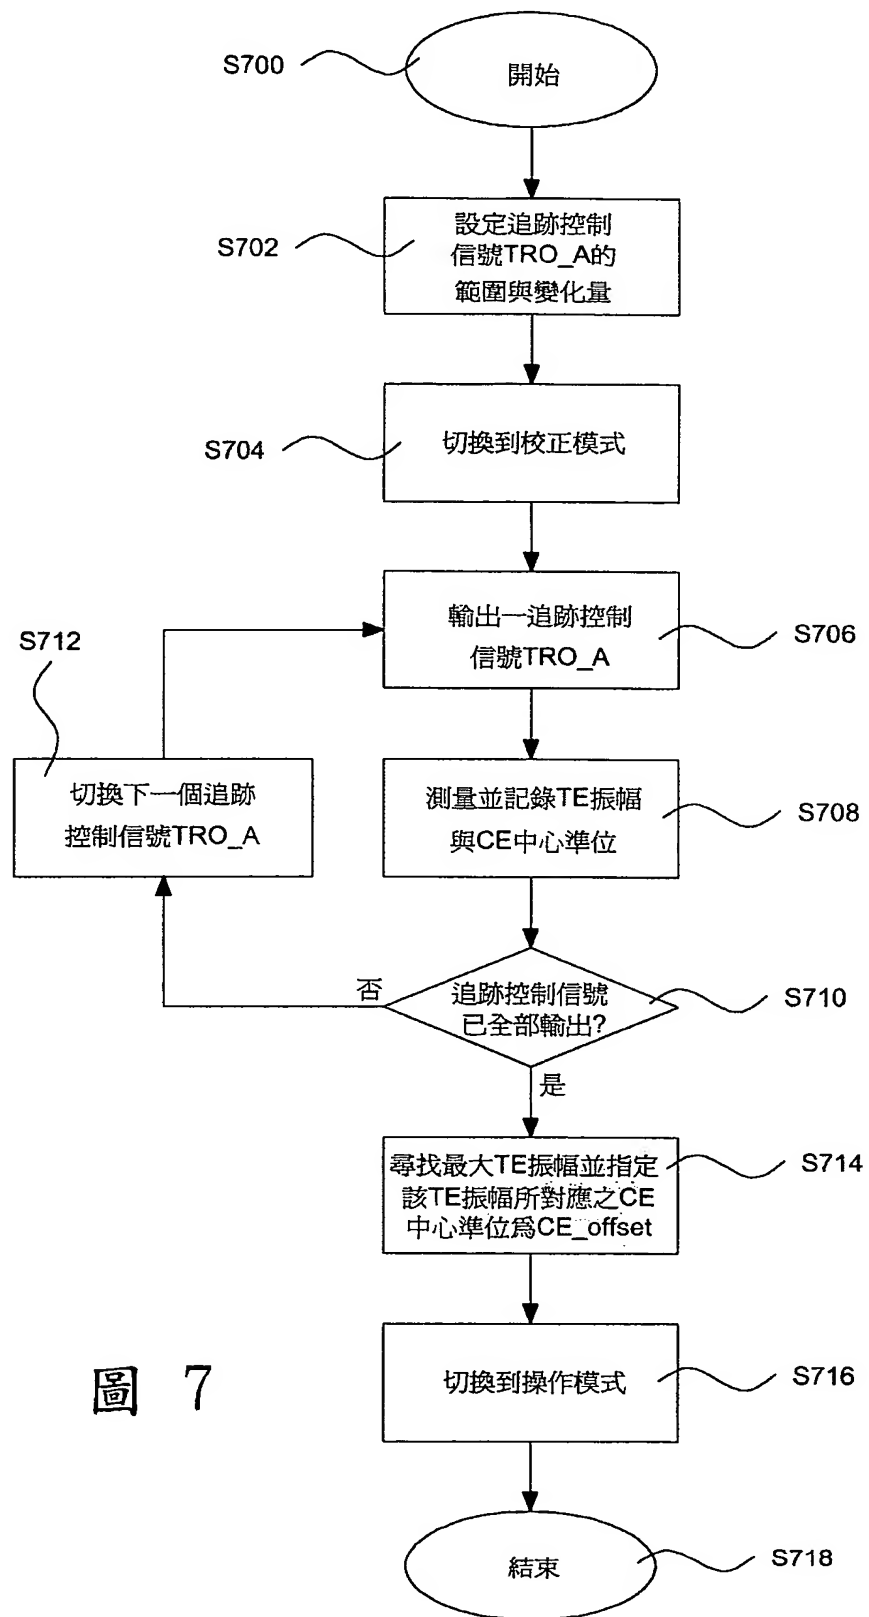 S700
開始
S702
設定追跡控制
信號TRO_A的
範圍與變化量
S704
切換到校正模式
輸出一追跡控制
信號TRO_A
S706
S712
切換下一個追跡
控制信號TRO_A
測量並記錄TE振幅
與CE中心準位
S708
否
追跡控制信號
已全部輸出?
S710
是
尋找最大TE振幅並指定
該TE振幅所對應之CE
中心準位爲CE_offset
S714
切換到操作模式
S716
圖 7
結束
S718